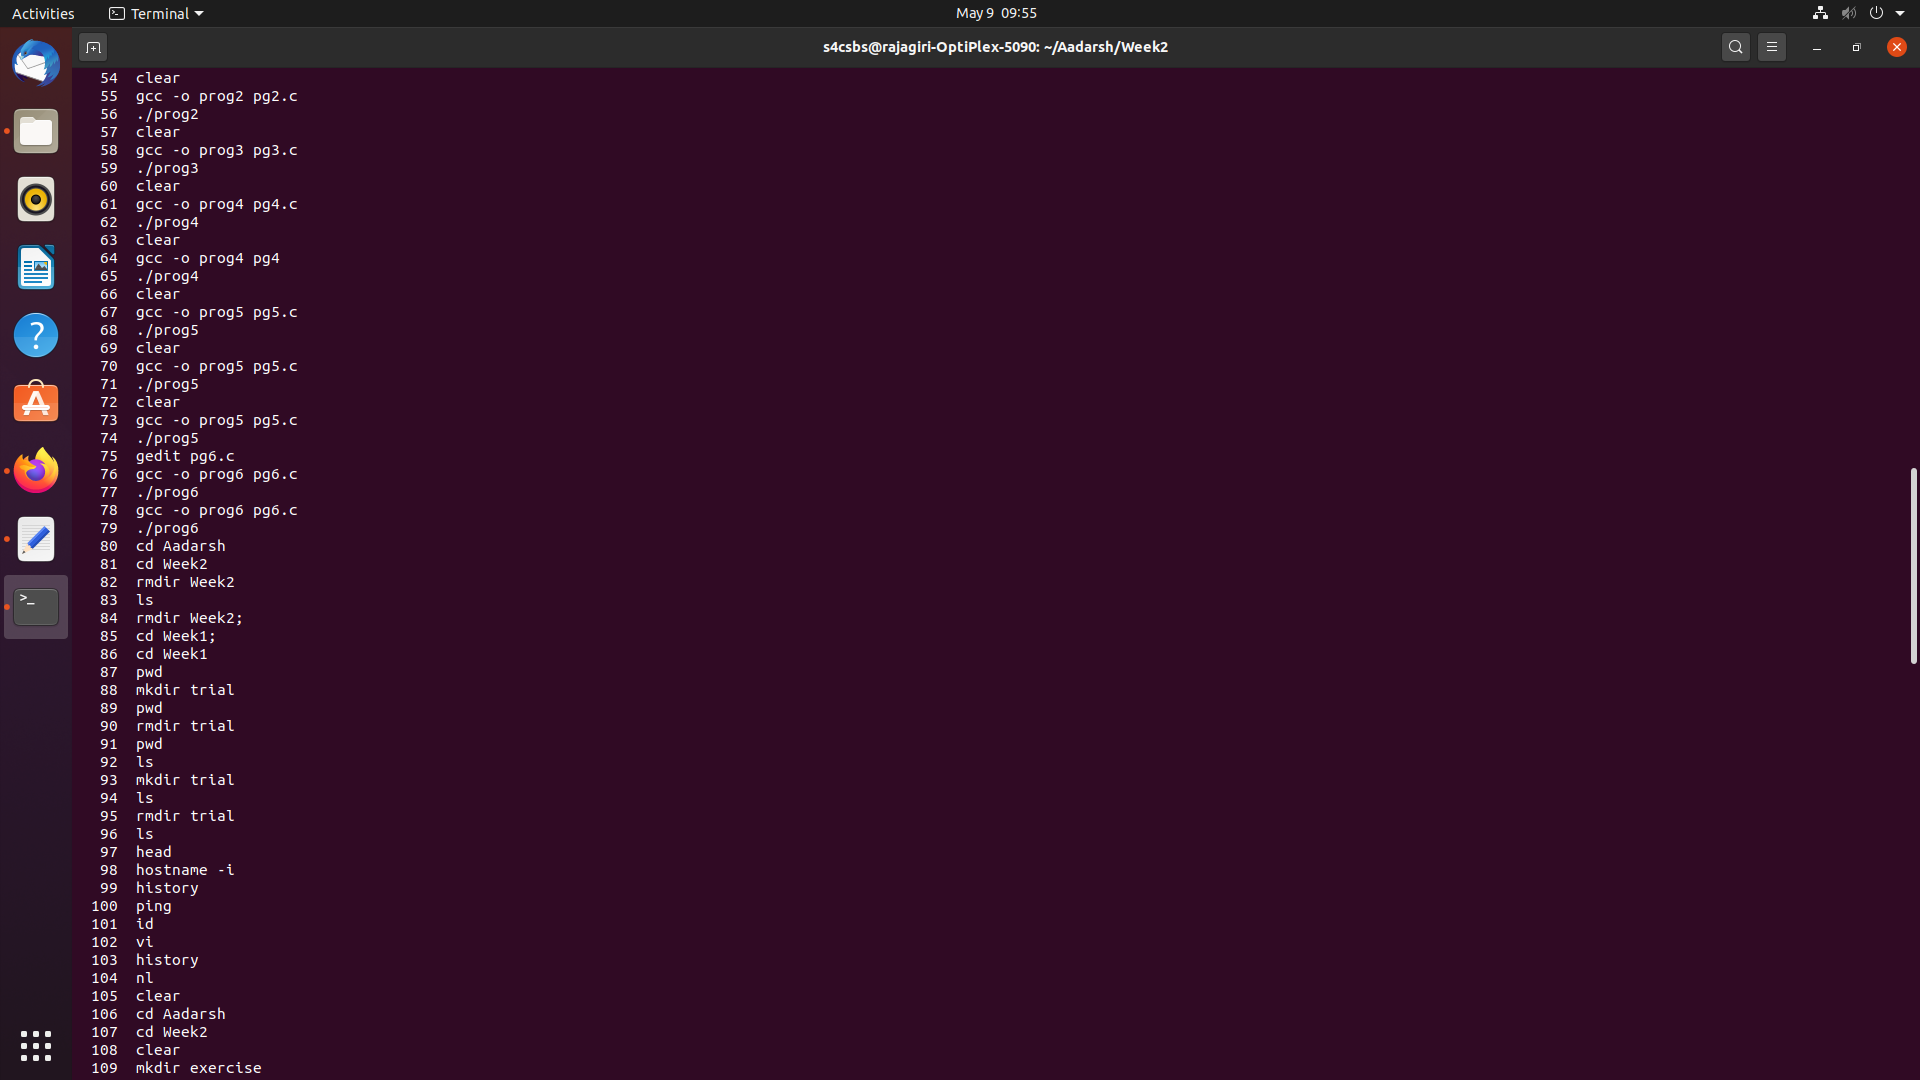 Activities Terminal May 9 09:55
s4csbs@rajagiri-OptiPlex-5090: ~/Aadarsh/Week2
54 clear
55 gcc -o prog2 pg2.c
56 ./prog2
57 clear
58 gcc -o prog3 pg3.c
59 ./prog3
60 clear
61 gcc -o prog4 pg4.c
62 ./prog4
63 clear
64 gcc -o prog4 pg4
65 ./prog4
66 clear
67 gcc -o prog5 pg5.c
68 ./prog5
69 clear
70 gcc -o prog5 pg5.c
71 ./prog5
72 clear
73 gcc -o prog5 pg5.c
74 ./prog5
75 gedit pg6.c
76 gcc -o prog6 pg6.c
77 ./prog6
78 gcc -o prog6 pg6.c
79 ./prog6
80 cd Aadarsh
81 cd Week2
82 rmdir Week2
83 ls
84 rmdir Week2;
85 cd Week1;
86 cd Week1
87 pwd
88 mkdir trial
89 pwd
90 rmdir trial
91 pwd
92 ls
93 mkdir trial
94 ls
95 rmdir trial
96 ls
97 head
98 hostname -i
99 history
100 ping
101 id
102 vi
103 history
104 nl
105 clear
106 cd Aadarsh
107 cd Week2
108 clear
109 mkdir exercise